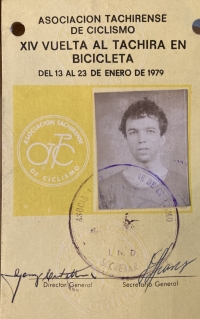 ASOCIACION TACHIRENSE
DE CICLISMO
XIV VUELTA AL TACHIRA EN
BICICLETA
DEL 13 AL 23 DE ENERO DE 1979
ASOCIACION TACHIRENSE
DE CICLISMO
Director General
Secretario General